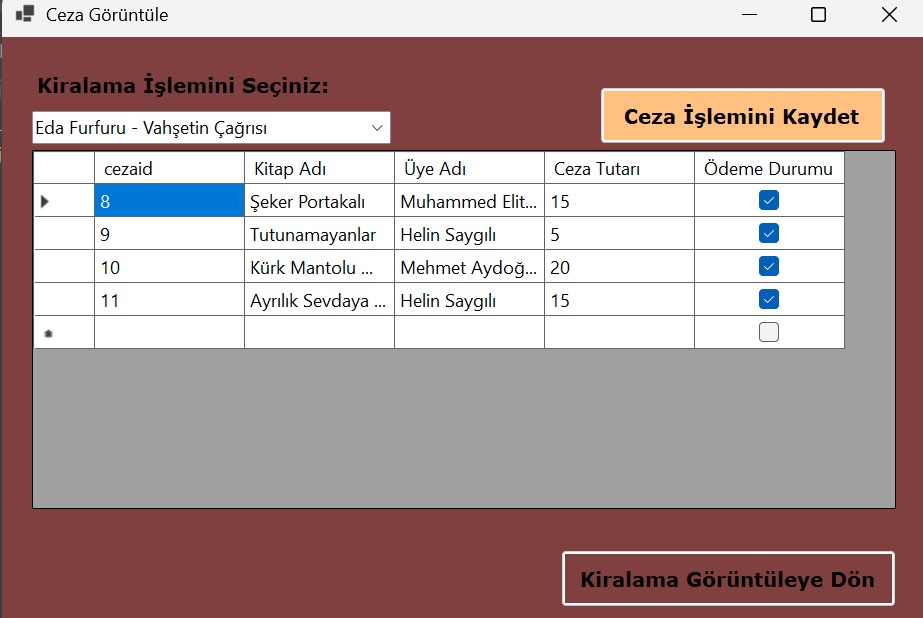 Ceza Görüntüle
Kiralama İşlemini Seçiniz:
Ceza İşlemini Kaydet
Eda Furfuru - Vahşetin Çağrısı
cezaid Kitap Adı Üye Adı Ceza Tutarı Ödeme Durumu
8 Şeker Portakalı Muhammed Elit... 15
9 Tutunamayanlar Helin Saygılı 5
10 Kürk Mantolu ... Mehmet Aydoğ... 20
11 Ayrılık Sevdaya ... Helin Saygılı 15
Kiralama Görüntüleye Dön